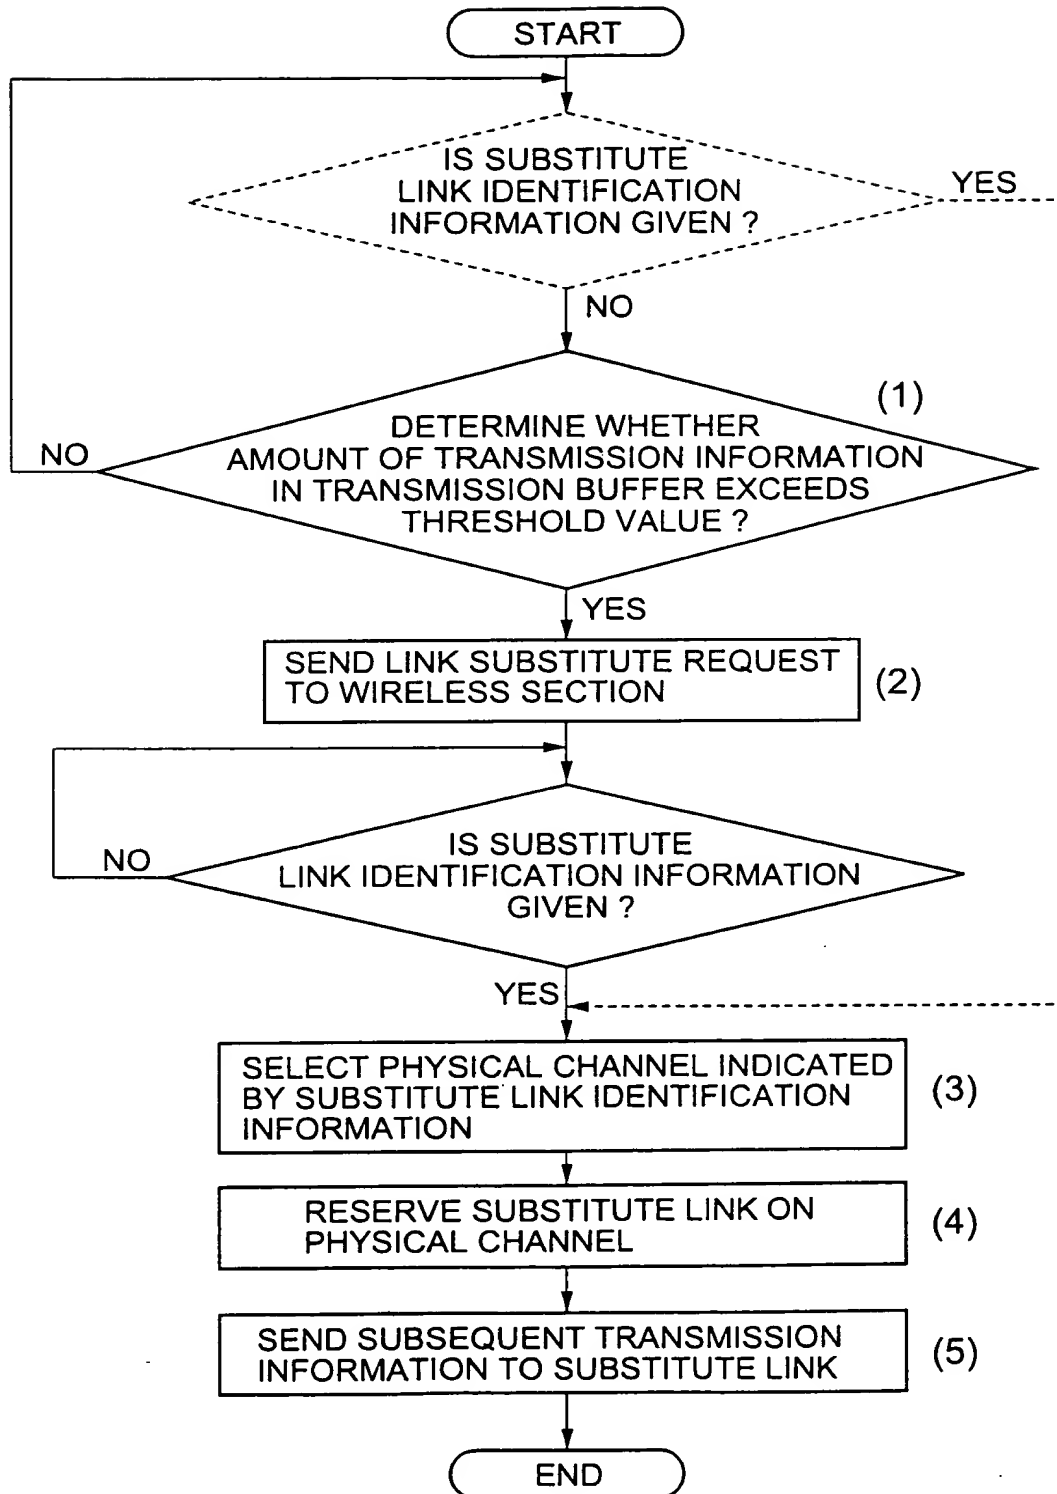 START
IS SUBSTITUTE
LINK IDENTIFICATION
INFORMATION GIVEN ?
YES
NO
(1)
DETERMINE WHETHER
AMOUNT OF TRANSMISSION INFORMATION
IN TRANSMISSION BUFFER EXCEEDS
THRESHOLD VALUE ?
NO
YES
SEND LINK SUBSTITUTE REQUEST
TO WIRELESS SECTION
(2)
IS SUBSTITUTE
LINK IDENTIFICATION INFORMATION
GIVEN ?
NO
YES
SELECT PHYSICAL CHANNEL INDICATED
BY SUBSTITUTE LINK IDENTIFICATION
INFORMATION
(3)
RESERVE SUBSTITUTE LINK ON
PHYSICAL CHANNEL
(4)
SEND SUBSEQUENT TRANSMISSION
INFORMATION TO SUBSTITUTE LINK
(5)
END